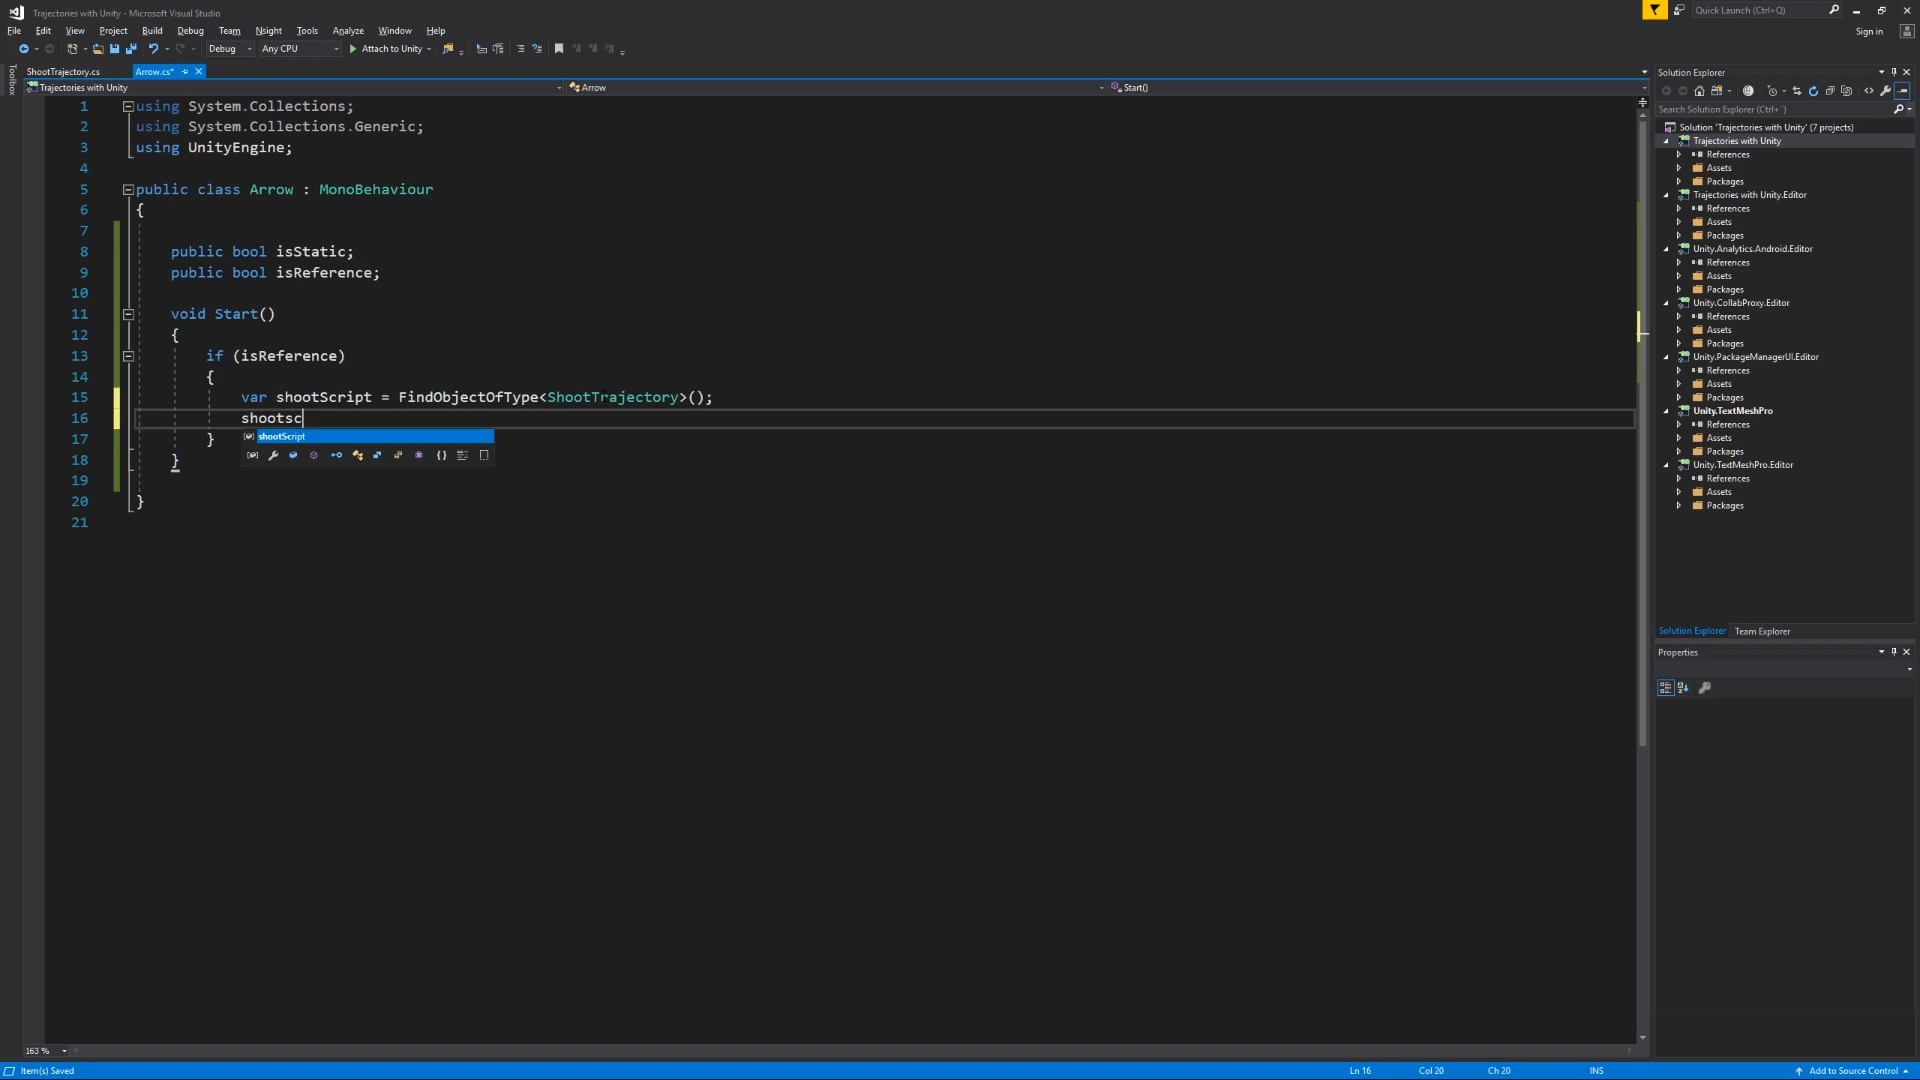 Trajectories with Unity - Microsoft Visual Studio
Quick Launch (Ctrl+Q)
File Edit View Project Build Debug Team Nsight Tools Analyze Window Help
Sign in
Debug Any CPU Attach to Unity
Toolbox
ShootTrajectory.cs Arrow.cs*
Trajectories with Unity Arrow Start()
1 using System.Collections;
2 using System.Collections.Generic;
3 using UnityEngine;
4
5 public class Arrow : MonoBehaviour
6 {
7
8 public bool isStatic;
9 public bool isReference;
10
11 void Start()
12 {
13 if (isReference)
14 {
15 var shootScript = FindObjectOfType<ShootTrajectory>();
16 shootsc
shootScript
17 }
18 }
19
20 }
21
163 %
Solution Explorer
Search Solution Explorer (Ctrl+¨)
Solution 'Trajectories with Unity' (7 projects)
Trajectories with Unity
References
Assets
Packages
Trajectories with Unity.Editor
References
Assets
Packages
Unity.Analytics.Android.Editor
References
Assets
Packages
Unity.CollabProxy.Editor
References
Assets
Packages
Unity.PackageManagerUI.Editor
References
Assets
Packages
Unity.TextMeshPro
References
Assets
Packages
Unity.TextMeshPro.Editor
References
Assets
Packages
Solution Explorer Team Explorer
Properties
Item(s) Saved Ln 16 Col 20 Ch 20 INS Add to Source Control